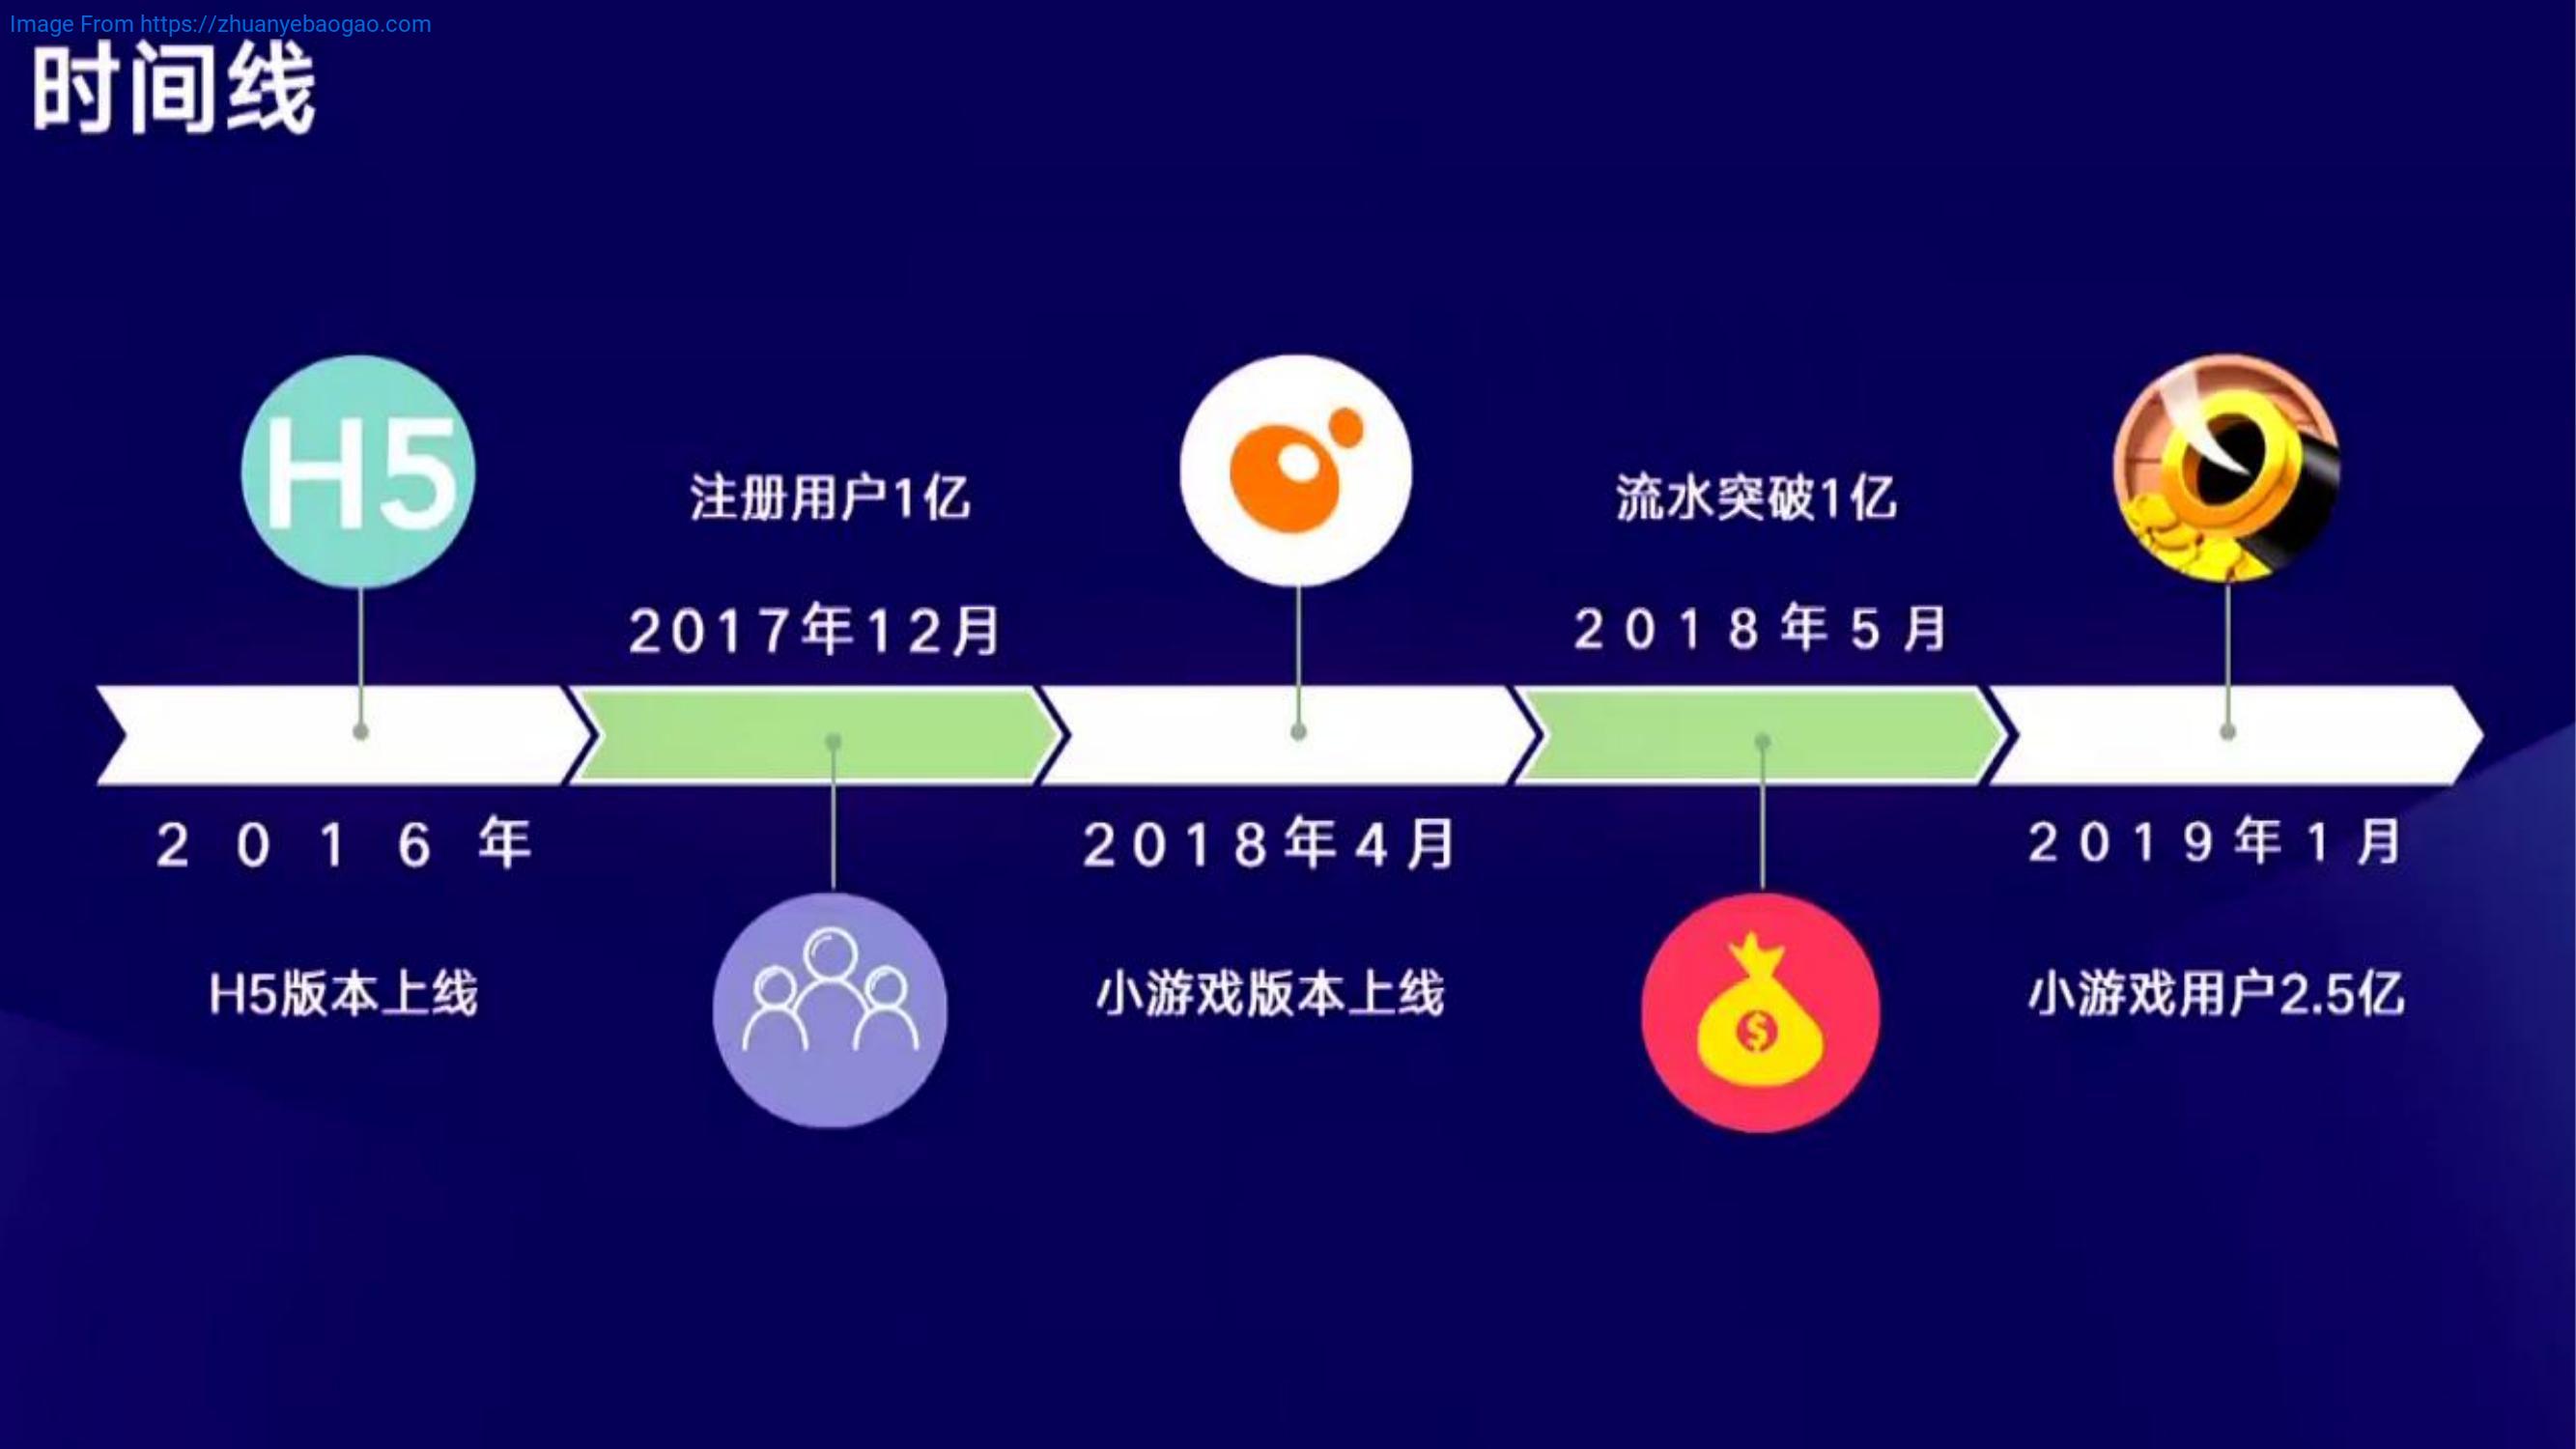 Image From https://zhuanyebaogao.com
时间线
H5
2016年
H5版本上线
注册用户1亿
2017年12月
2018年4月
小游戏版本上线
流水突破1亿
2018年5月
$
2019年1月
小游戏用户2.5亿